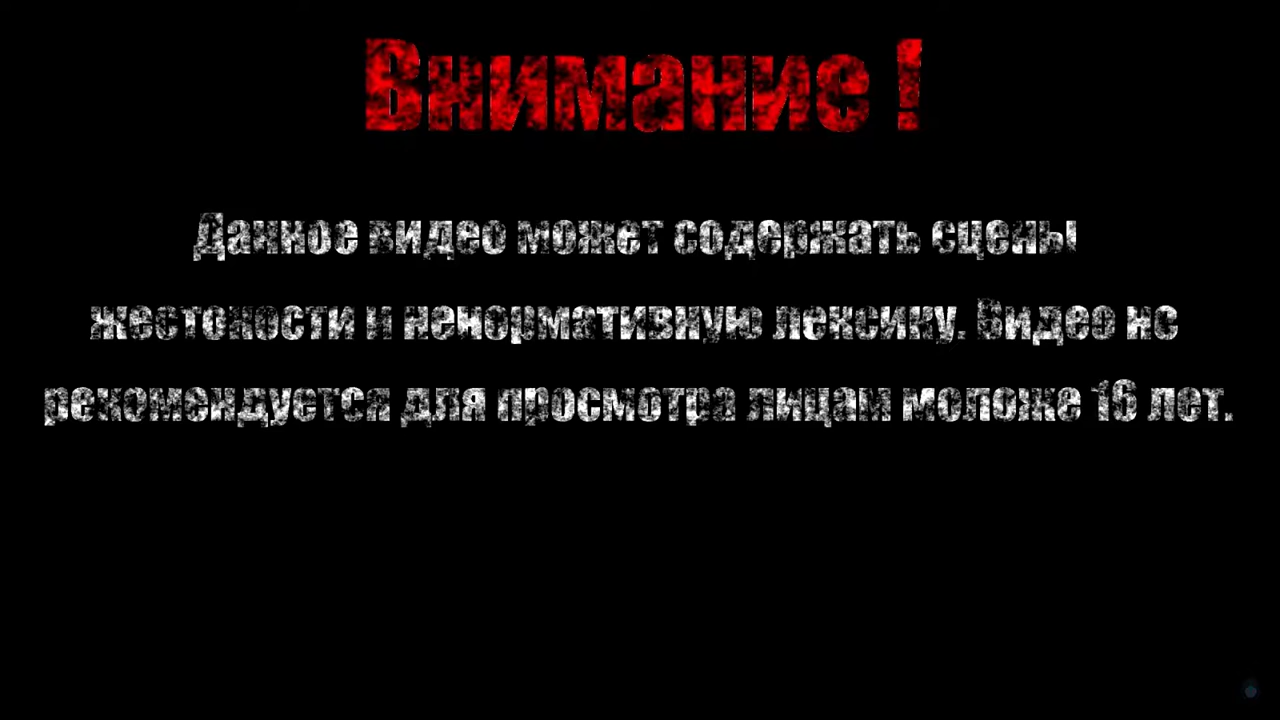 Внимание !
Данное видео может содержать сцены
жестокости и ненормативную лексику. Видео не
рекомендуется для просмотра лицам моложе 16 лет.